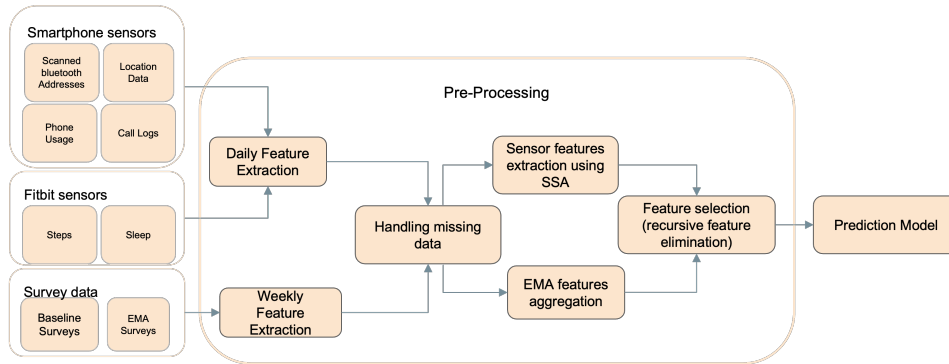 Smartphone sensors
Scanned
bluetooth
Addresses
Location
Data
Phone
Usage
Call Logs
Fitbit sensors
Steps
Sleep
Survey data
Baseline
Surveys
EMA
Surveys
Pre-Processing
Daily Feature
Extraction
Weekly
Feature
Extraction
Handling missing
data
Sensor features
extraction using
SSA
EMA features
aggregation
Feature selection
(recursive feature
elimination)
Prediction Model